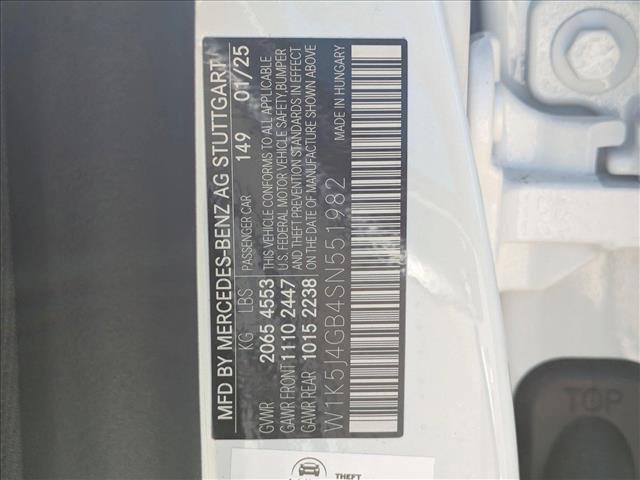 MFD BY MERCEDES-BENZ AG STUTTGART
KG LBS PASSENGER CAR 149 01/25
GVWR 2065 4553 THIS VEHICLE CONFORMS TO ALL APPLICABLE
GAWR FRONT 1110 2447 U.S. FEDERAL MOTOR VEHICLE SAFETY, BUMPER
AND THEFT PREVENTION STANDARDS IN EFFECT
GAWR REAR 1015 2238 ON THE DATE OF MANUFACTURE SHOWN ABOVE
W1K5J4GB4SN551982 MADE IN HUNGARY
TOP
THEFT